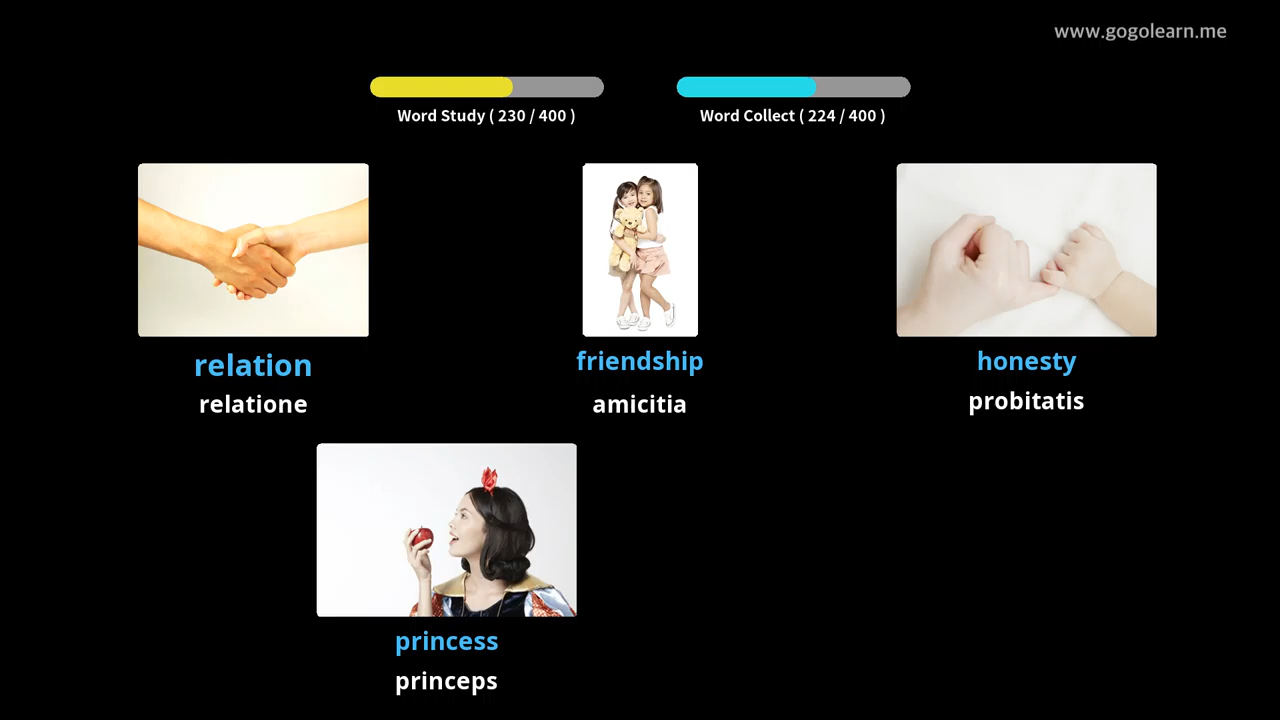 www.gogolearn.me
Word Study ( 230 / 400 )
Word Collect ( 224 / 400 )
relation
relatione
friendship
amicitia
honesty
probitatis
princess
princeps